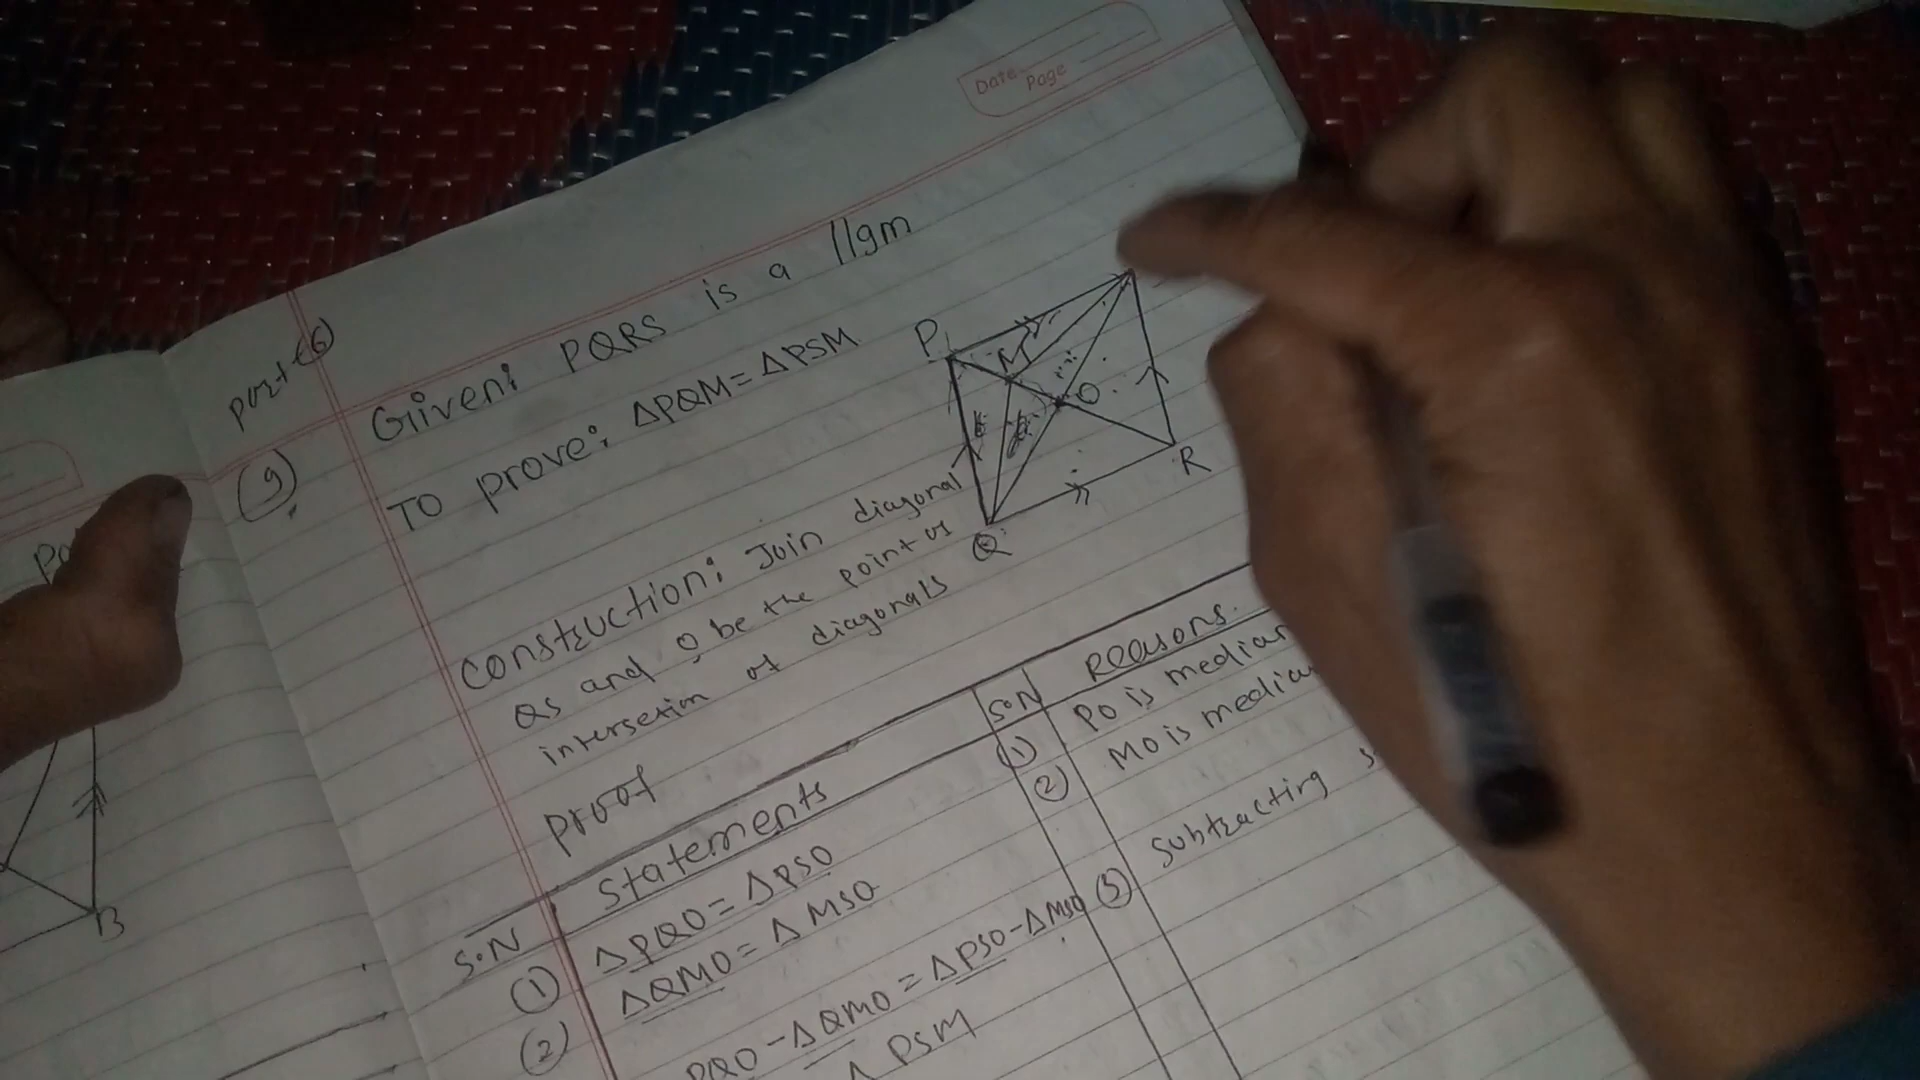 Date
Page
part (6)
(9)
Given: PQRS is a llgm
TO prove: ΔPQM = ΔPSM
P
M
O
R
Q
construction: Join diagonal
QS and O be the point of
intersetim of diagonals
proof
S.N
Statements
S.N
Reasons.
(1)
ΔPQO = ΔPSO
(1)
PO is median
(2)
ΔQMO = ΔMSO
(2)
MO is media
PQO - ΔQMO = ΔPSO - ΔMSO
(3)
Subtracting
Δ PSM
B